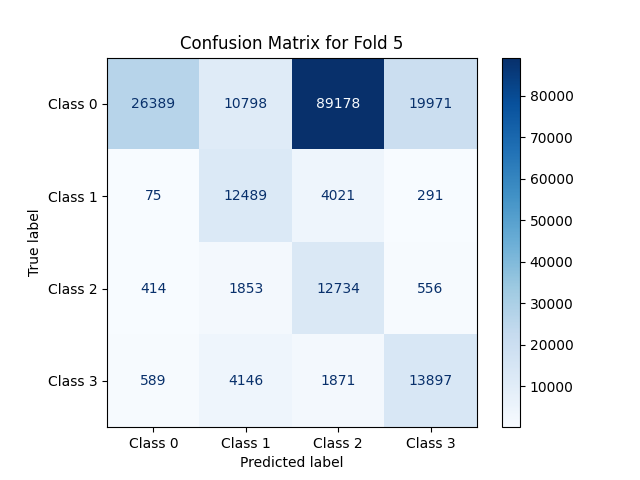 Confusion Matrix for Fold 5
Class 0 26389 10798 89178 19971
Class 1 75 12489 4021 291
Class 2 414 1853 12734 556
Class 3 589 4146 1871 13897
Class 0 Class 1 Class 2 Class 3
Predicted label
True label
80000
70000
60000
50000
40000
30000
20000
10000